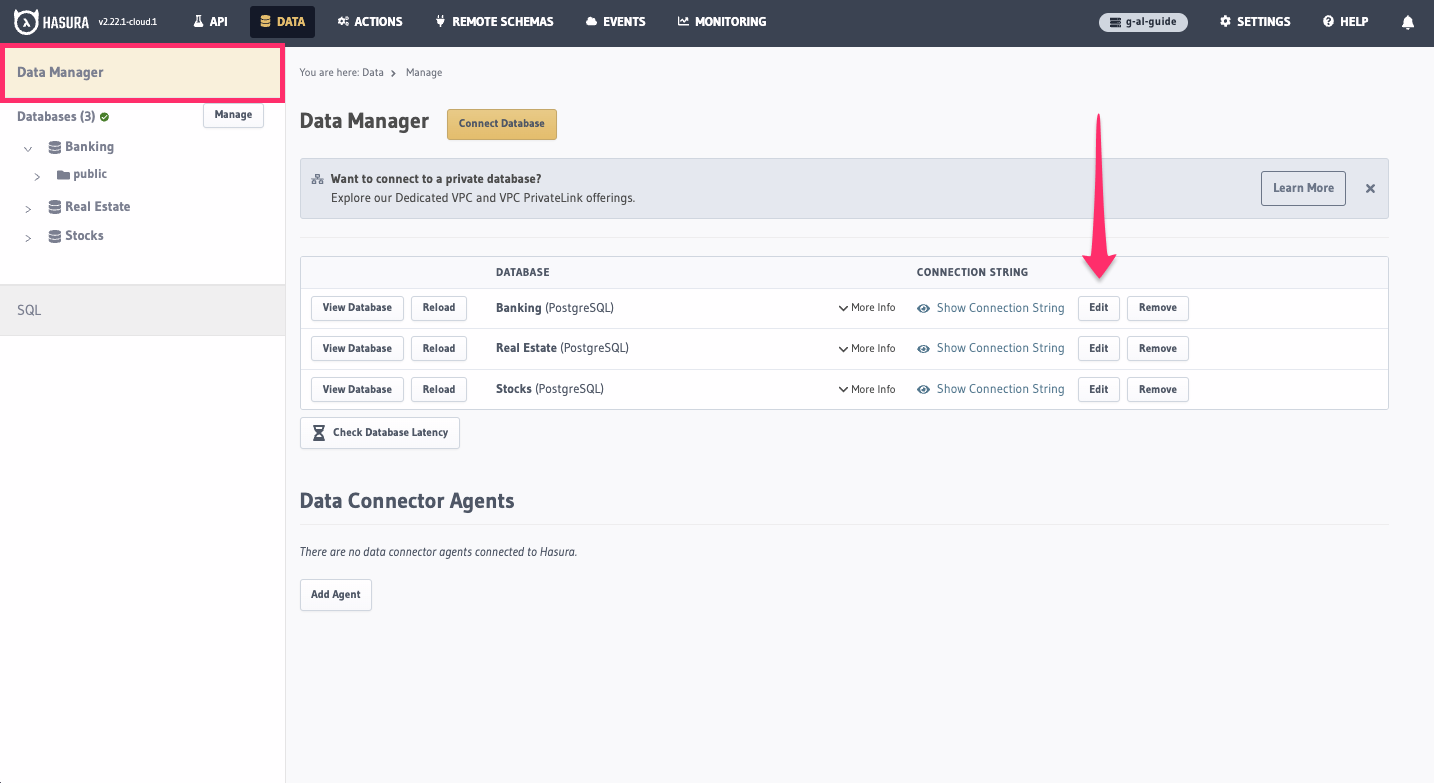 HASURA v2.22.1-cloud.1 API DATA ACTIONS REMOTE SCHEMAS EVENTS MONITORING g-al-guide SETTINGS HELP
Data Manager
Databases (3) Manage
Banking
public
Real Estate
Stocks
SQL
You are here: Data Manage
Data Manager Connect Database
Want to connect to a private database?
Explore our Dedicated VPC and VPC PrivateLink offerings.
Learn More
DATABASE CONNECTION STRING
View Database Reload Banking (PostgreSQL) More Info Show Connection String Edit Remove
View Database Reload Real Estate (PostgreSQL) More Info Show Connection String Edit Remove
View Database Reload Stocks (PostgreSQL) More Info Show Connection String Edit Remove
Check Database Latency
Data Connector Agents
There are no data connector agents connected to Hasura.
Add Agent